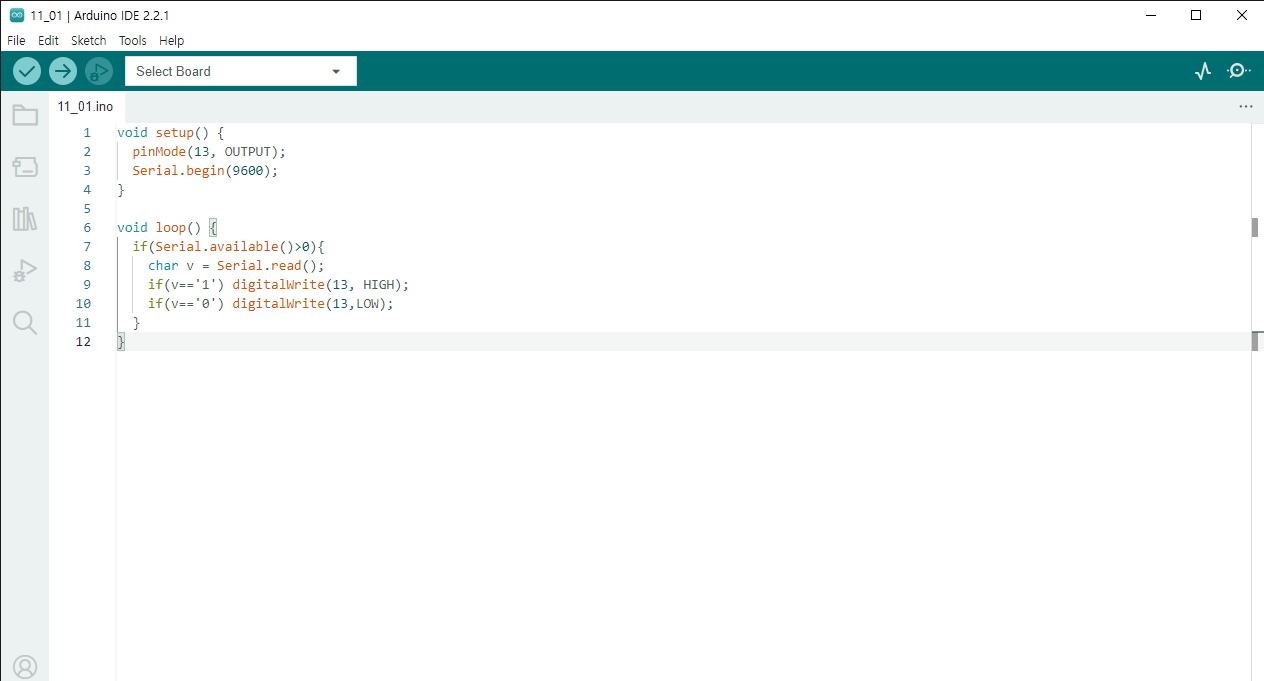 11_01 | Arduino IDE 2.2.1
File Edit Sketch Tools Help
Select Board
11_01.ino
1 void setup() {
2   pinMode(13, OUTPUT);
3   Serial.begin(9600);
4 }
5
6 void loop() {
7   if(Serial.available()>0){
8     char v = Serial.read();
9     if(v=='1') digitalWrite(13, HIGH);
10     if(v=='0') digitalWrite(13,LOW);
11   }
12 }